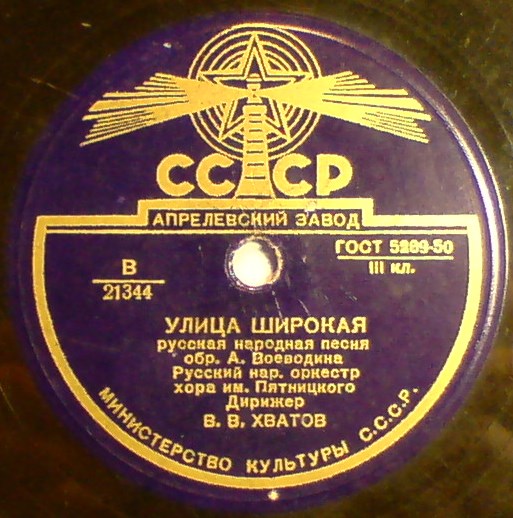 СССР
АПРЕЛЕВСКИЙ ЗАВОД
ГОСТ 5289-50
III кл.
В
21344
УЛИЦА ШИРОКАЯ
русская народная песня
обр. А. Воеводина
Русский нар. оркестр
хора им. Пятницкого
Дирижер
В. В. ХВАТОВ
МИНИСТЕРСТВО КУЛЬТУРЫ С.С.С.Р.